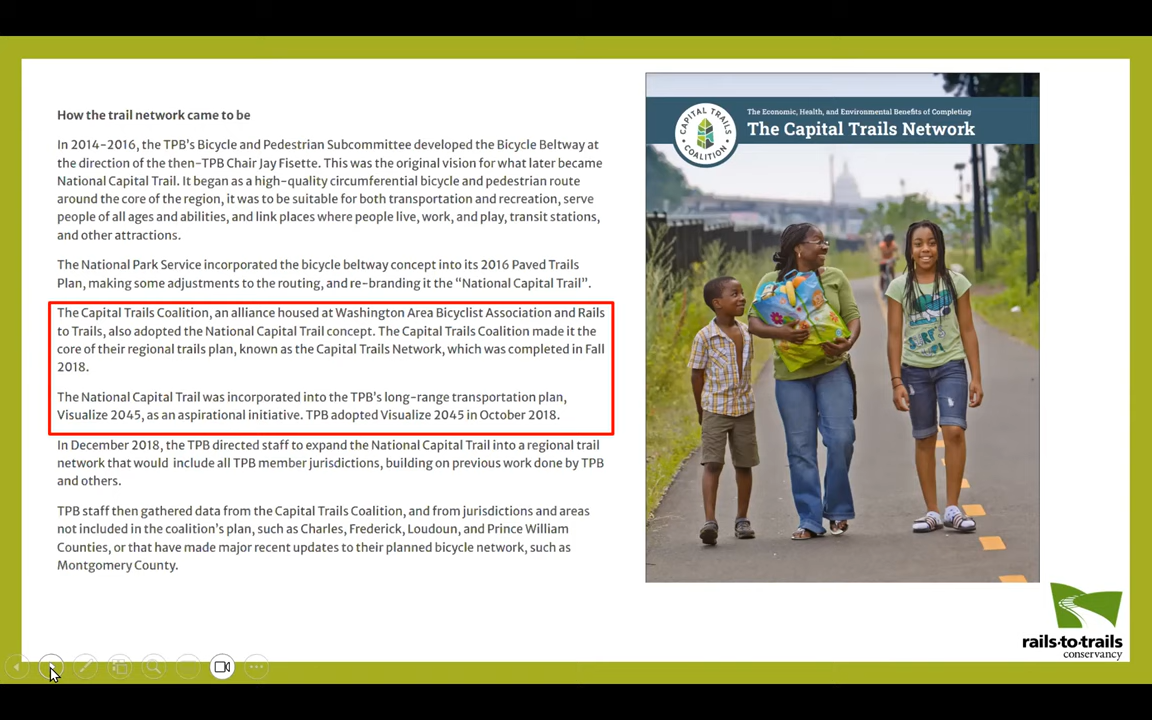 How the trail network came to be
In 2014-2016, the TPB's Bicycle and Pedestrian Subcommittee developed the Bicycle Beltway at
the direction of the then-TPB Chair Jay Fisette. This was the original vision for what later became
National Capital Trail. It began as a high-quality circumferential bicycle and pedestrian route
around the core of the region, it was to be suitable for both transportation and recreation, serve
people of all ages and abilities, and link places where people live, work, and play, transit stations,
and other attractions.
The National Park Service incorporated the bicycle beltway concept into its 2016 Paved Trails
Plan, making some adjustments to the routing, and re-branding it the “National Capital Trail”.
The Capital Trails Coalition, an alliance housed at Washington Area Bicyclist Association and Rails
to Trails, also adopted the National Capital Trail concept. The Capital Trails Coalition made it the
core of their regional trails plan, known as the Capital Trails Network, which was completed in Fall
2018.
The National Capital Trail was incorporated into the TPB's long-range transportation plan,
Visualize 2045, as an aspirational initiative. TPB adopted Visualize 2045 in October 2018.
In December 2018, the TPB directed staff to expand the National Capital Trail into a regional trail
network that would include all TPB member jurisdictions, building on previous work done by TPB
and others.
TPB staff then gathered data from the Capital Trails Coalition, and from jurisdictions and areas
not included in the coalition's plan, such as Charles, Frederick, Loudoun, and Prince William
Counties, or that have made major recent updates to their planned bicycle network, such as
Montgomery County.
CAPITAL TRAILS
COALITION
The Economic, Health, and Environmental Benefits of Completing
The Capital Trails Network
rails·to·trails
conservancy